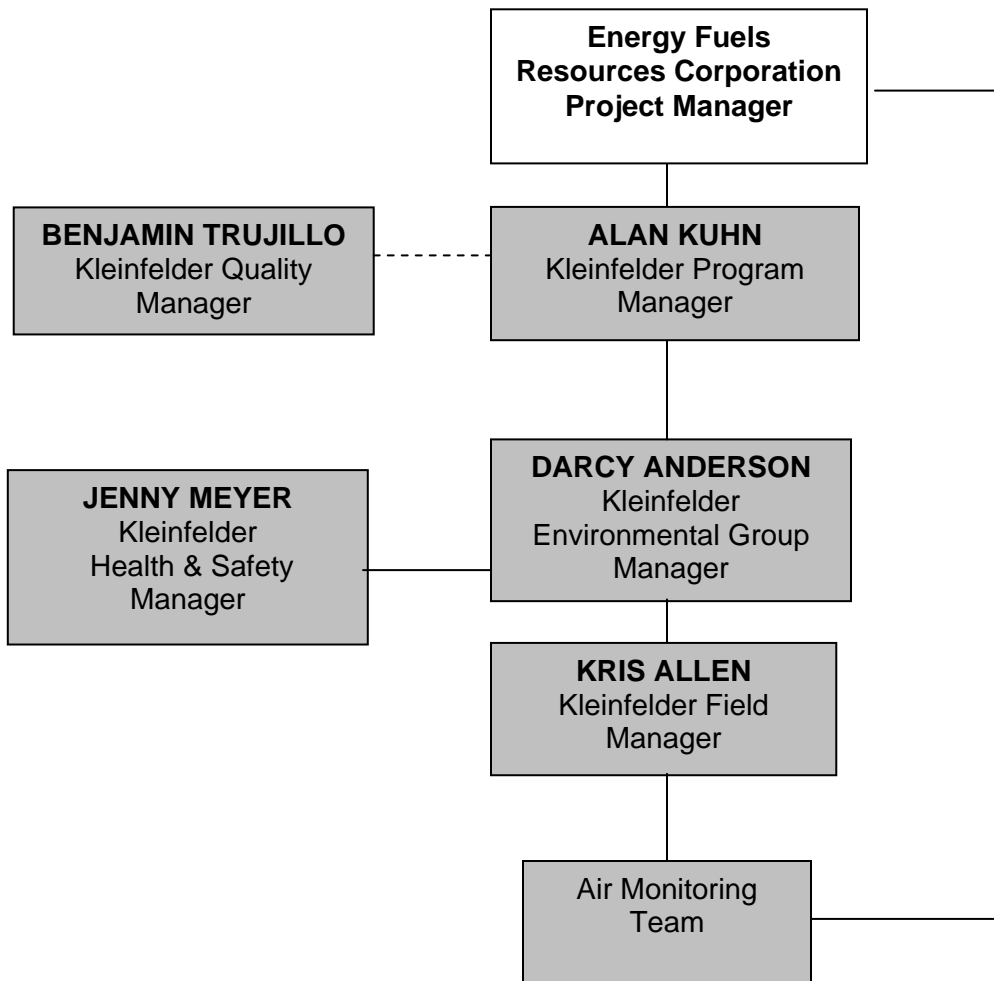 Energy Fuels
Resources Corporation
Project Manager
BENJAMIN TRUJILLO
Kleinfelder Quality
Manager
ALAN KUHN
Kleinfelder Program
Manager
JENNY MEYER
Kleinfelder
Health & Safety
Manager
DARCY ANDERSON
Kleinfelder
Environmental Group
Manager
KRIS ALLEN
Kleinfelder Field
Manager
Air Monitoring
Team